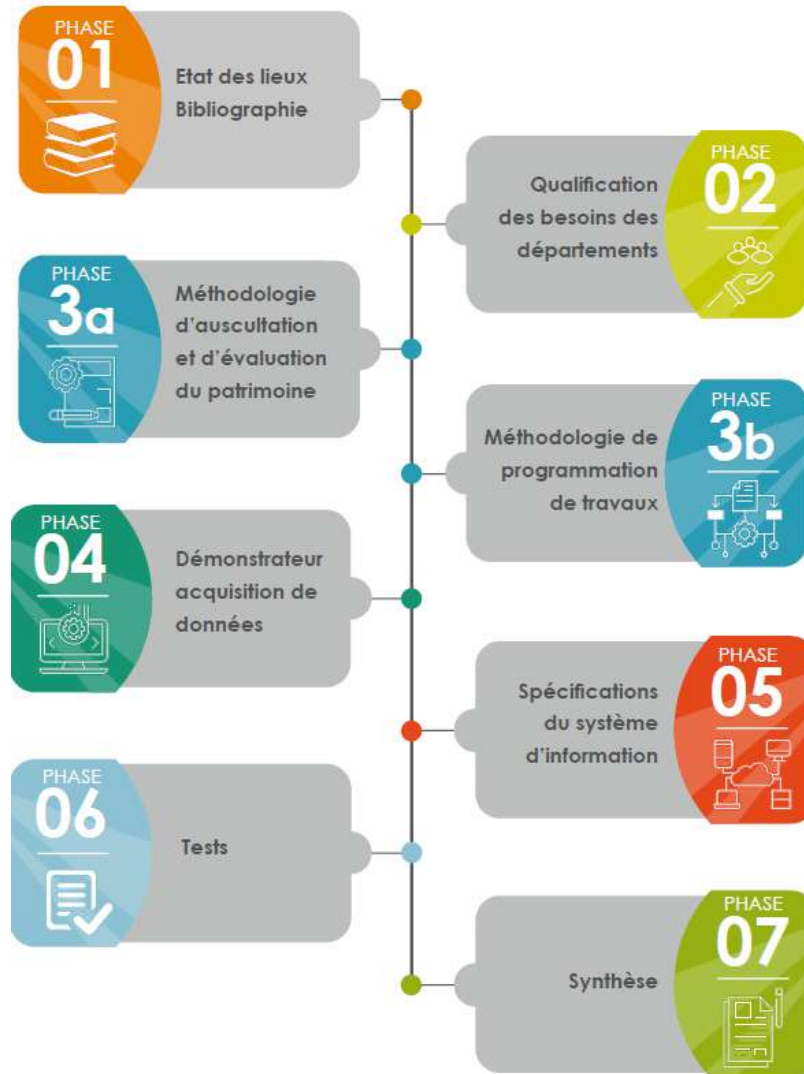 PHASE
01
Etat des lieux
Bibliographie
PHASE
02
Qualification
des besoins des
départements
PHASE
3a
Méthodologie
d'auscultation
et d'évaluation
du patrimoine
PHASE
3b
Méthodologie de
programmation
de travaux
PHASE
04
Démonstrateur
acquisition de
données
PHASE
05
Spécifications
du système
d'information
PHASE
06
Tests
PHASE
07
Synthèse